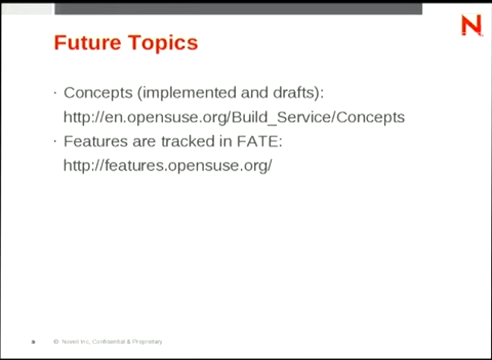 N
Future Topics
· Concepts (implemented and drafts):
http://en.opensuse.org/Build_Service/Concepts
· Features are tracked in FATE:
http://features.opensuse.org/
© Novell Inc, Confidential & Proprietary